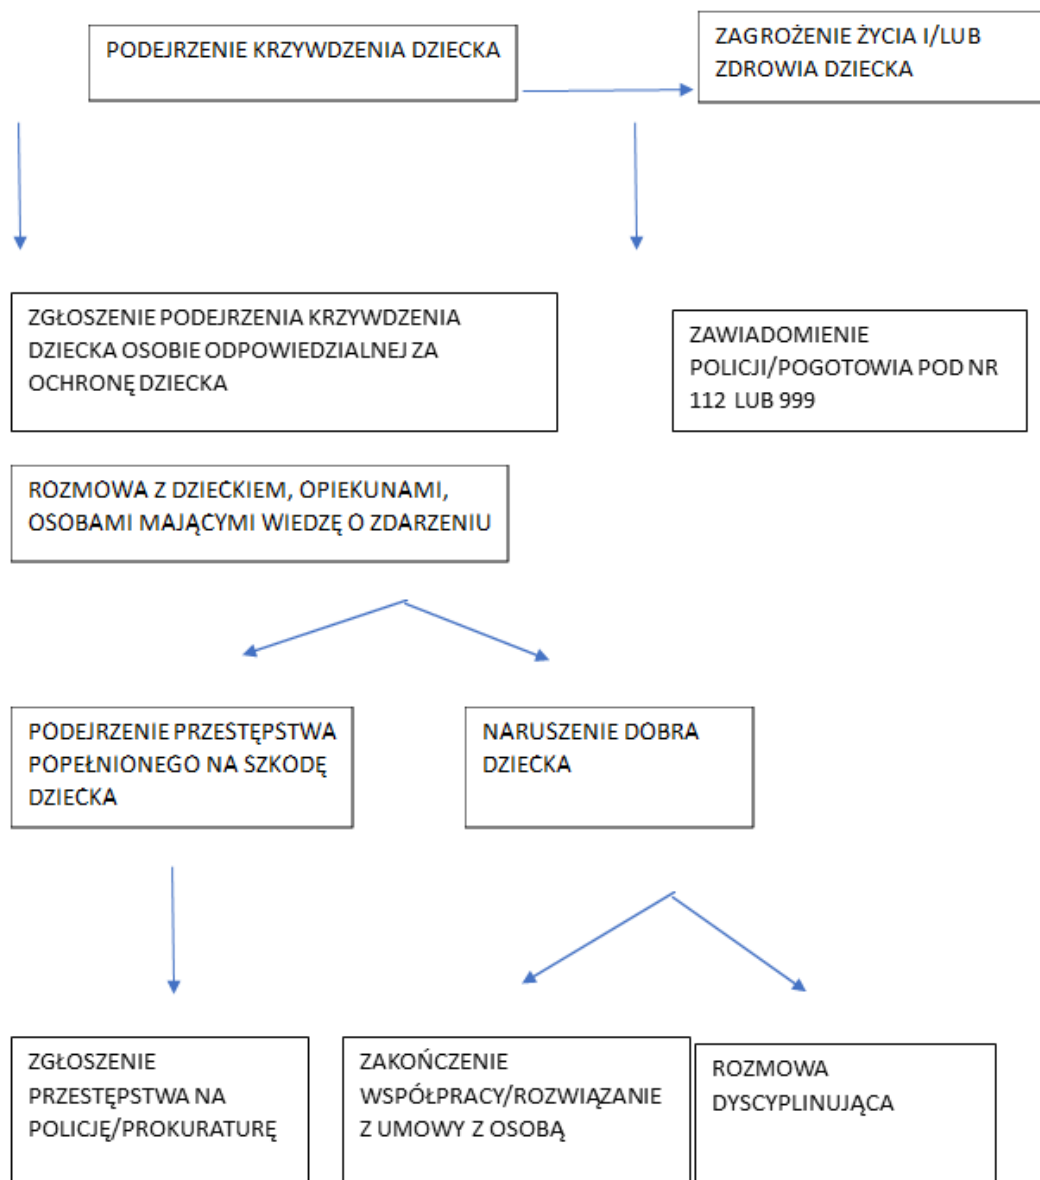 PODEJRZENIE KRZYWDZENIA DZIECKA
ZAGROŻENIE ŻYCIA I/LUB
ZDROWIA DZIECKA
ZGŁOSZENIE PODEJRZENIA KRZYWDZENIA
DZIECKA OSOBIE ODPOWIEDZIALNEJ ZA
OCHRONĘ DZIECKA
ZAWIADOMIENIE
POLICJI/POGOTOWIA POD NR
112 LUB 999
ROZMOWA Z DZIECKIEM, OPIEKUNAMI,
OSOBAMI MAJĄCYMI WIEDZĘ O ZDARZENIU
PODEJRZENIE PRZESTĘPSTWA
POPEŁNIONEGO NA SZKODĘ
DZIECKA
NARUSZENIE DOBRA
DZIECKA
ZGŁOSZENIE
PRZESTĘPSTWA NA
POLICJĘ/PROKURATURĘ
ZAKOŃCZENIE
WSPÓŁPRACY/ROZWIĄZANIE
Z UMOWY Z OSOBĄ
ROZMOWA
DYSCYPLINUJĄCA